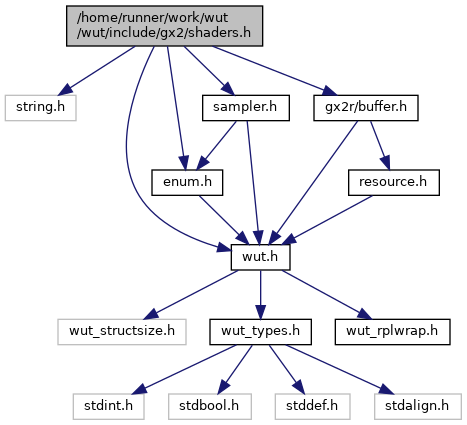 /home/runner/work/wut
/wut/include/gx2/shaders.h
string.h
sampler.h
gx2r/buffer.h
enum.h
resource.h
wut.h
wut_structsize.h
wut_types.h
wut_rplwrap.h
stdint.h
stdbool.h
stddef.h
stdalign.h